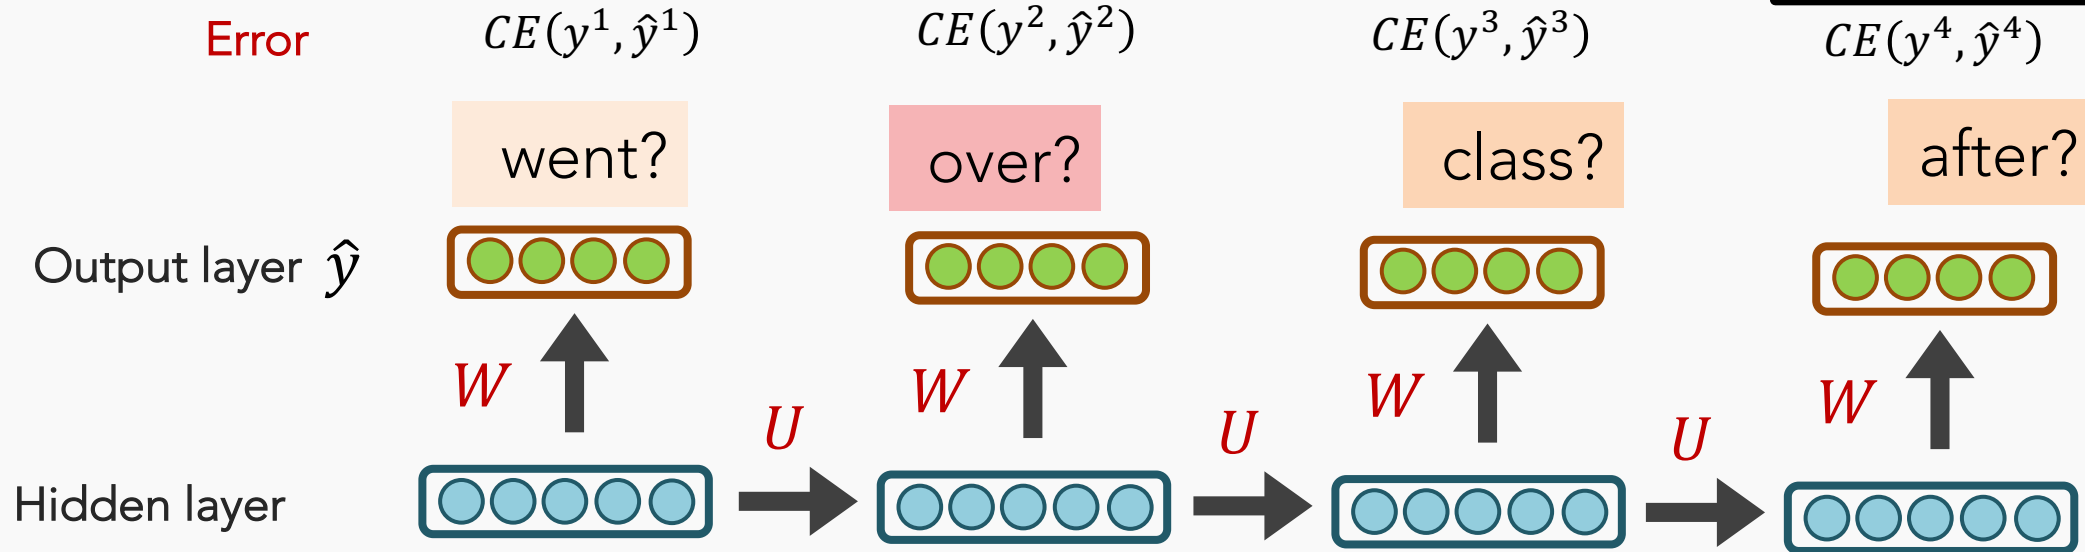 Error CE(y¹, ŷ¹) CE(y², ŷ²) CE(y³, ŷ³) CE(y⁴, ŷ⁴)
went? over? class? after?
Output layer ŷ
W W W W
U U U
Hidden layer